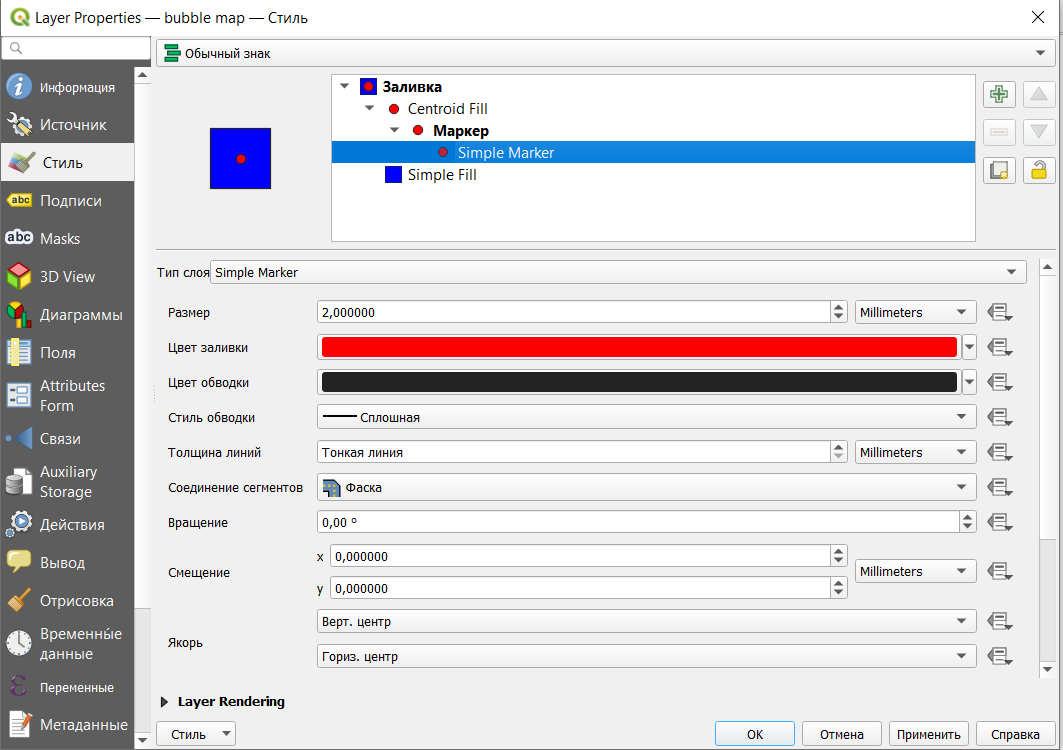 Layer Properties — bubble map — Стиль
Обычный знак
Информация
Источник
Стиль
abc Подписи
abc Masks
3D View
Диаграммы
Поля
Attributes
Form
Связи
Auxiliary
Storage
Действия
Вывод
Отрисовка
Временны́е
данные
Переменные
Метаданные
Заливка
Centroid Fill
Маркер
Simple Marker
Simple Fill
Тип слоя Simple Marker
Размер 2,000000 Millimeters
Цвет заливки
Цвет обводки
Стиль обводки Сплошная
Толщина линий Тонкая линия Millimeters
Соединение сегментов Фаска
Вращение 0,00 °
Смещение x 0,000000 Millimeters
y 0,000000
Якорь Верт. центр
Гориз. центр
Layer Rendering
Стиль OK Отмена Применить Справка